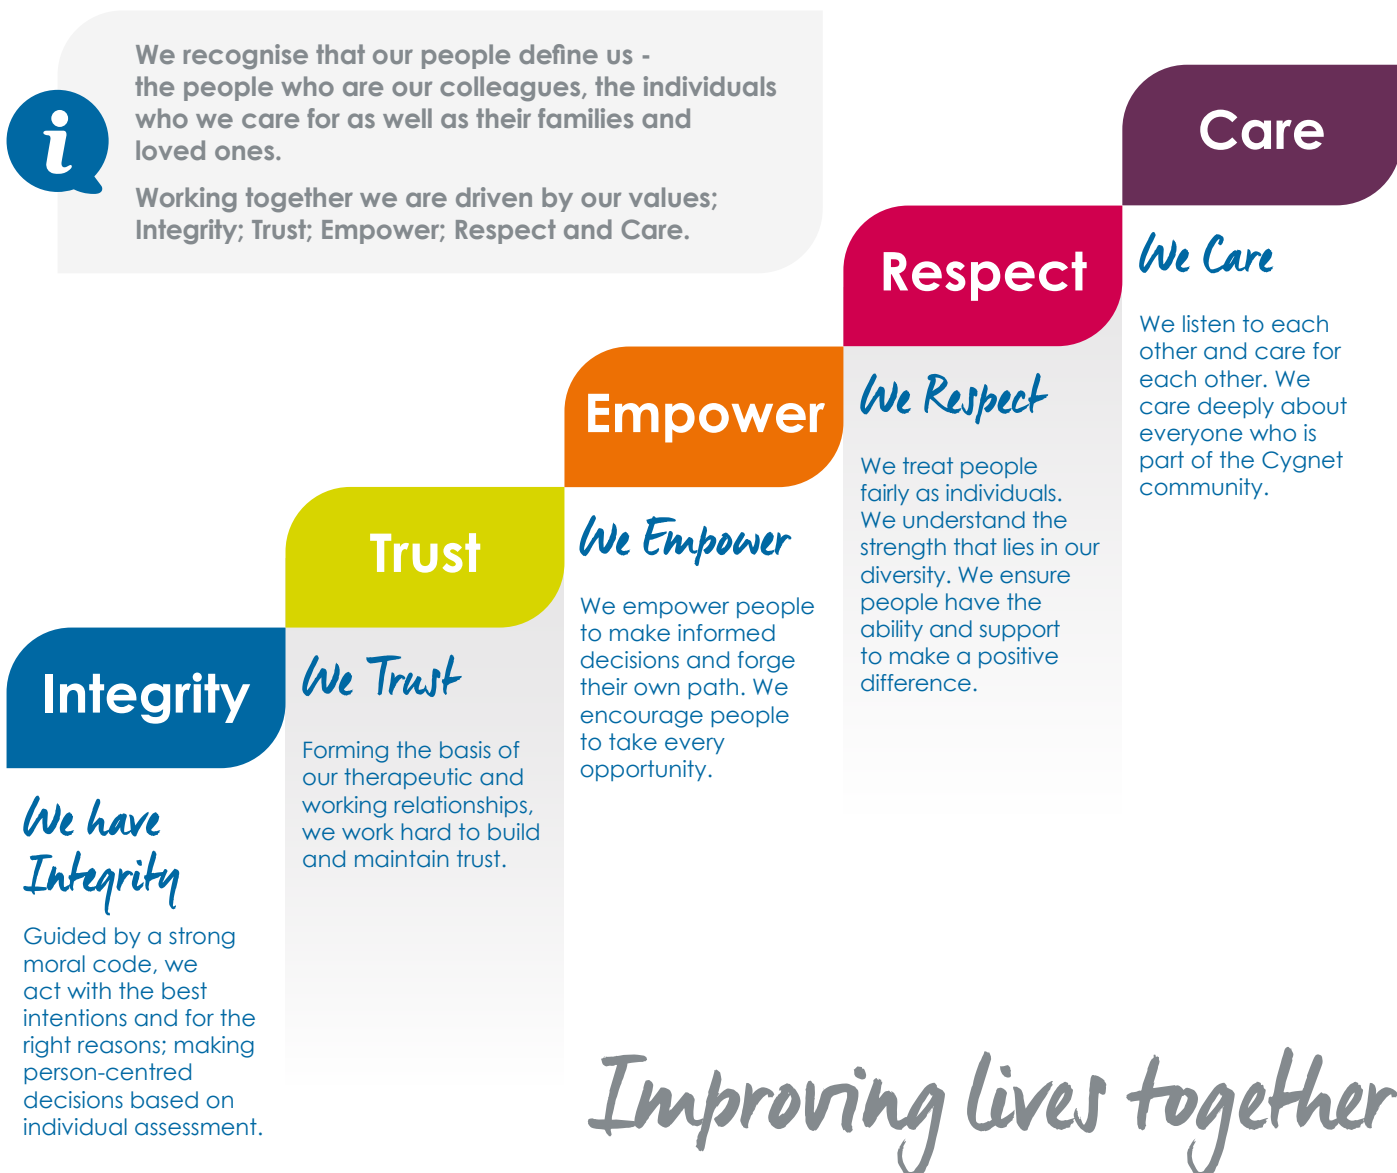 We recognise that our people define us -
the people who are our colleagues, the individuals
who we care for as well as their families and
loved ones.
Working together we are driven by our values;
Integrity; Trust; Empower; Respect and Care.
i
Integrity
We have
Integrity
Guided by a strong
moral code, we
act with the best
intentions and for the
right reasons; making
person-centred
decisions based on
individual assessment.
Trust
We Trust
Forming the basis of
our therapeutic and
working relationships,
we work hard to build
and maintain trust.
Empower
We Empower
We empower people
to make informed
decisions and forge
their own path. We
encourage people
to take every
opportunity.
Respect
We Respect
We treat people
fairly as individuals.
We understand the
strength that lies in our
diversity. We ensure
people have the
ability and support
to make a positive
difference.
Care
We Care
We listen to each
other and care for
each other. We
care deeply about
everyone who is
part of the Cygnet
community.
Improving lives together